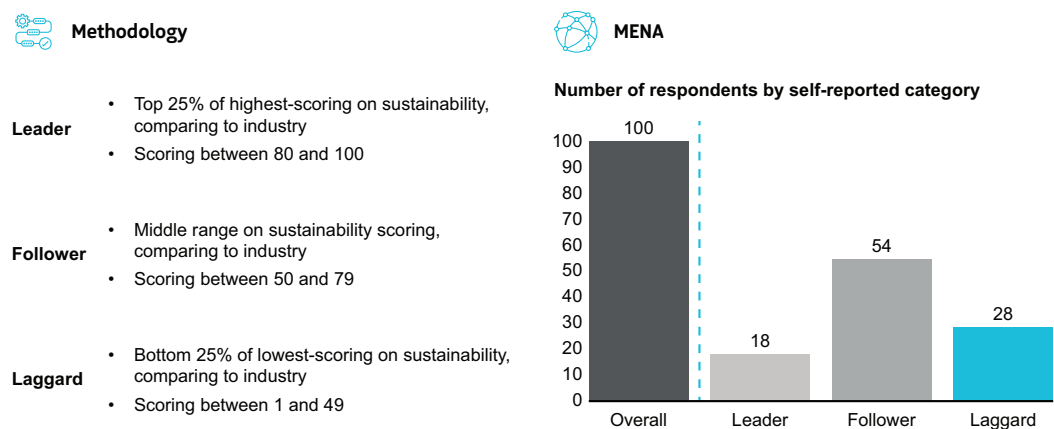 Methodology
Leader
• Top 25% of highest-scoring on sustainability,
comparing to industry
• Scoring between 80 and 100
Follower
• Middle range on sustainability scoring,
comparing to industry
• Scoring between 50 and 79
Laggard
• Bottom 25% of lowest-scoring on sustainability,
comparing to industry
• Scoring between 1 and 49
MENA
Number of respondents by self-reported category
100
90
80
70
60
50
40
30
20
10
0
100
18
54
28
Overall
Leader
Follower
Laggard